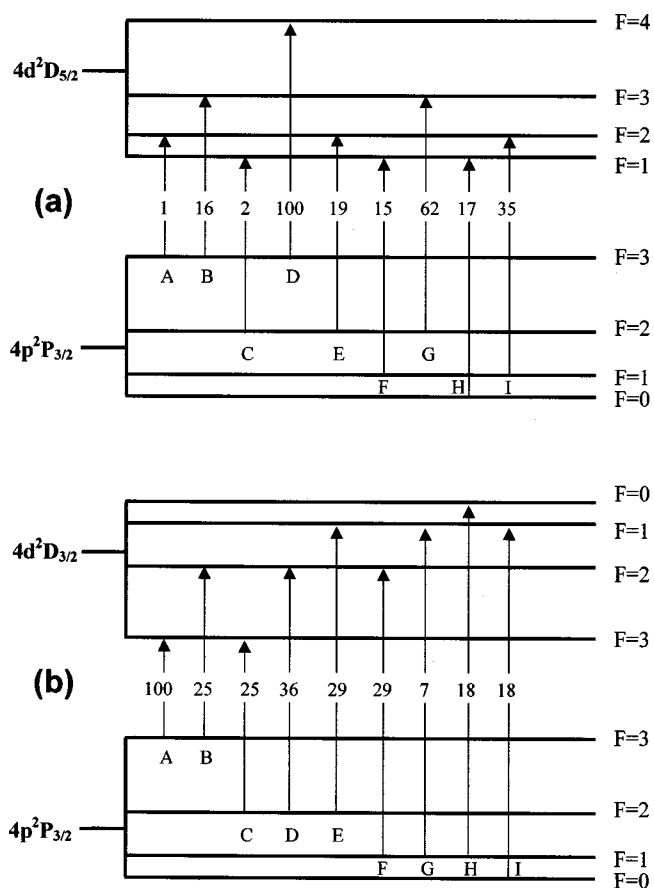 F=4
4d²D₅/₂
F=3
F=2
F=1
(a)
1 16 2 100 19 15 62 17 35
F=3
A B D
F=2
4p²P₃/₂
C E G
F=1
F H I
F=0
F=0
F=1
4d²D₃/₂
F=2
F=3
(b)
100 25 25 36 29 29 7 18 18
F=3
A B
F=2
4p²P₃/₂
C D E
F=1
F G H I
F=0